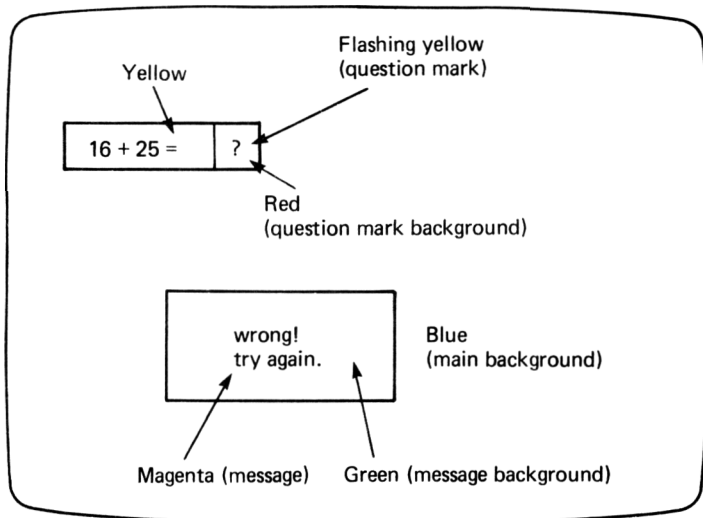 Flashing yellow
(question mark)
Yellow
16 + 25 =
?
Red
(question mark background)
wrong!
try again.
Blue
(main background)
Magenta (message)
Green (message background)